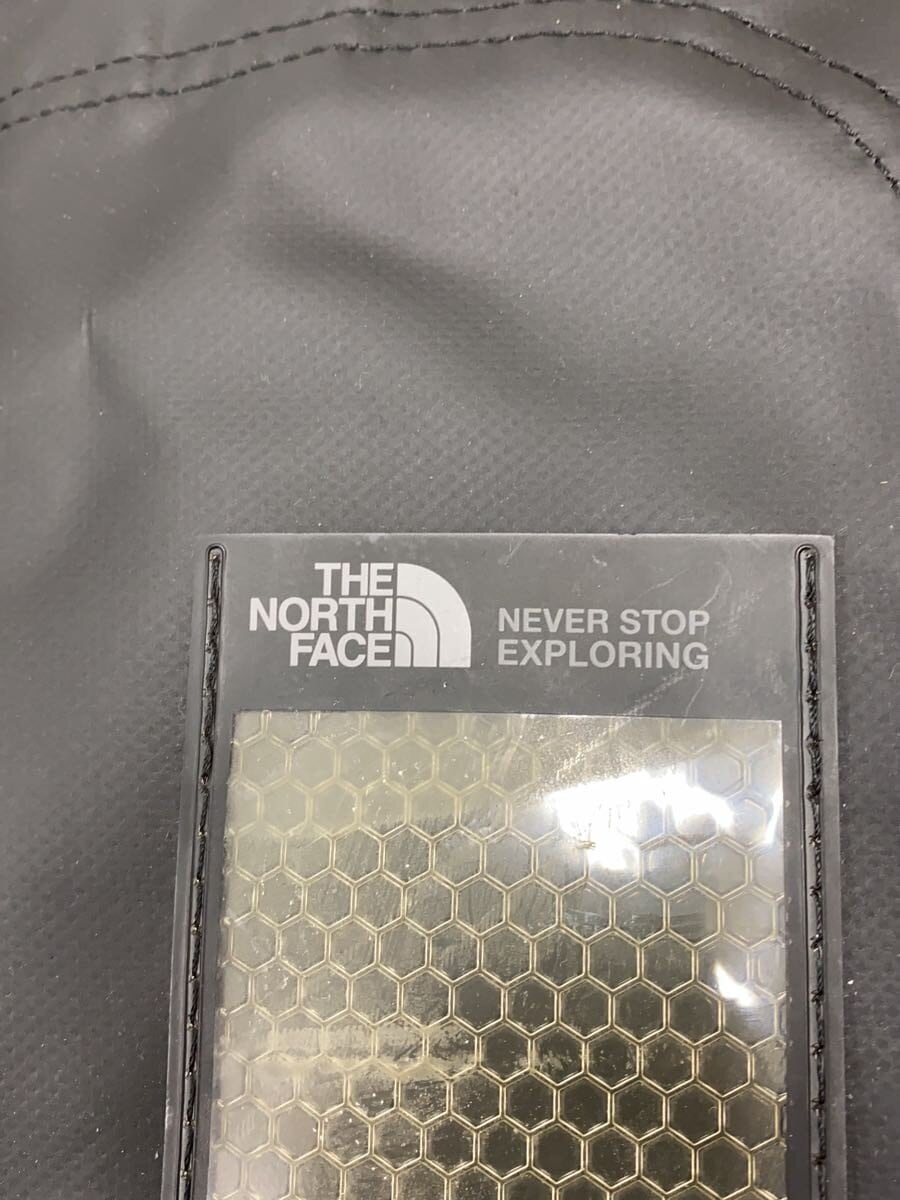 THE
NORTH
FACE
NEVER STOP
EXPLORING